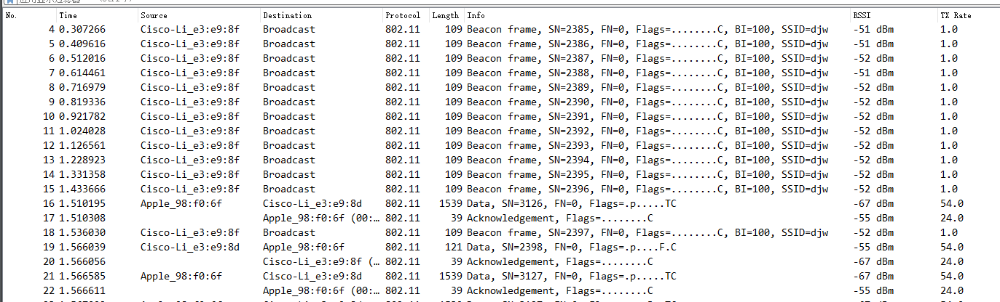 应用显示过滤器
No. Time Source Destination Protocol Length Info RSSI TX Rate
4 0.307266 Cisco-Li_e3:e9:8f Broadcast 802.11 109 Beacon frame, SN=2385, FN=0, Flags=........C, BI=100, SSID=djw -51 dBm 1.0
5 0.409616 Cisco-Li_e3:e9:8f Broadcast 802.11 109 Beacon frame, SN=2386, FN=0, Flags=........C, BI=100, SSID=djw -51 dBm 1.0
6 0.512016 Cisco-Li_e3:e9:8f Broadcast 802.11 109 Beacon frame, SN=2387, FN=0, Flags=........C, BI=100, SSID=djw -52 dBm 1.0
7 0.614461 Cisco-Li_e3:e9:8f Broadcast 802.11 109 Beacon frame, SN=2388, FN=0, Flags=........C, BI=100, SSID=djw -51 dBm 1.0
8 0.716979 Cisco-Li_e3:e9:8f Broadcast 802.11 109 Beacon frame, SN=2389, FN=0, Flags=........C, BI=100, SSID=djw -52 dBm 1.0
9 0.819336 Cisco-Li_e3:e9:8f Broadcast 802.11 109 Beacon frame, SN=2390, FN=0, Flags=........C, BI=100, SSID=djw -52 dBm 1.0
10 0.921782 Cisco-Li_e3:e9:8f Broadcast 802.11 109 Beacon frame, SN=2391, FN=0, Flags=........C, BI=100, SSID=djw -52 dBm 1.0
11 1.024028 Cisco-Li_e3:e9:8f Broadcast 802.11 109 Beacon frame, SN=2392, FN=0, Flags=........C, BI=100, SSID=djw -52 dBm 1.0
12 1.126561 Cisco-Li_e3:e9:8f Broadcast 802.11 109 Beacon frame, SN=2393, FN=0, Flags=........C, BI=100, SSID=djw -52 dBm 1.0
13 1.228923 Cisco-Li_e3:e9:8f Broadcast 802.11 109 Beacon frame, SN=2394, FN=0, Flags=........C, BI=100, SSID=djw -52 dBm 1.0
14 1.331358 Cisco-Li_e3:e9:8f Broadcast 802.11 109 Beacon frame, SN=2395, FN=0, Flags=........C, BI=100, SSID=djw -52 dBm 1.0
15 1.433666 Cisco-Li_e3:e9:8f Broadcast 802.11 109 Beacon frame, SN=2396, FN=0, Flags=........C, BI=100, SSID=djw -52 dBm 1.0
16 1.510195 Apple_98:f0:6f Cisco-Li_e3:e9:8d 802.11 1539 Data, SN=3126, FN=0, Flags=.p.....TC -67 dBm 54.0
17 1.510308 Apple_98:f0:6f (00:… 802.11 39 Acknowledgement, Flags=........C -55 dBm 24.0
18 1.536030 Cisco-Li_e3:e9:8f Broadcast 802.11 109 Beacon frame, SN=2397, FN=0, Flags=........C, BI=100, SSID=djw -52 dBm 1.0
19 1.566039 Cisco-Li_e3:e9:8d Apple_98:f0:6f 802.11 121 Data, SN=2398, FN=0, Flags=.p....F.C -55 dBm 54.0
20 1.566056 Cisco-Li_e3:e9:8f (… 802.11 39 Acknowledgement, Flags=........C -67 dBm 24.0
21 1.566585 Apple_98:f0:6f Cisco-Li_e3:e9:8d 802.11 1539 Data, SN=3127, FN=0, Flags=.p.....TC -67 dBm 54.0
22 1.566611 Apple_98:f0:6f (00:… 802.11 39 Acknowledgement, Flags=........C -55 dBm 24.0